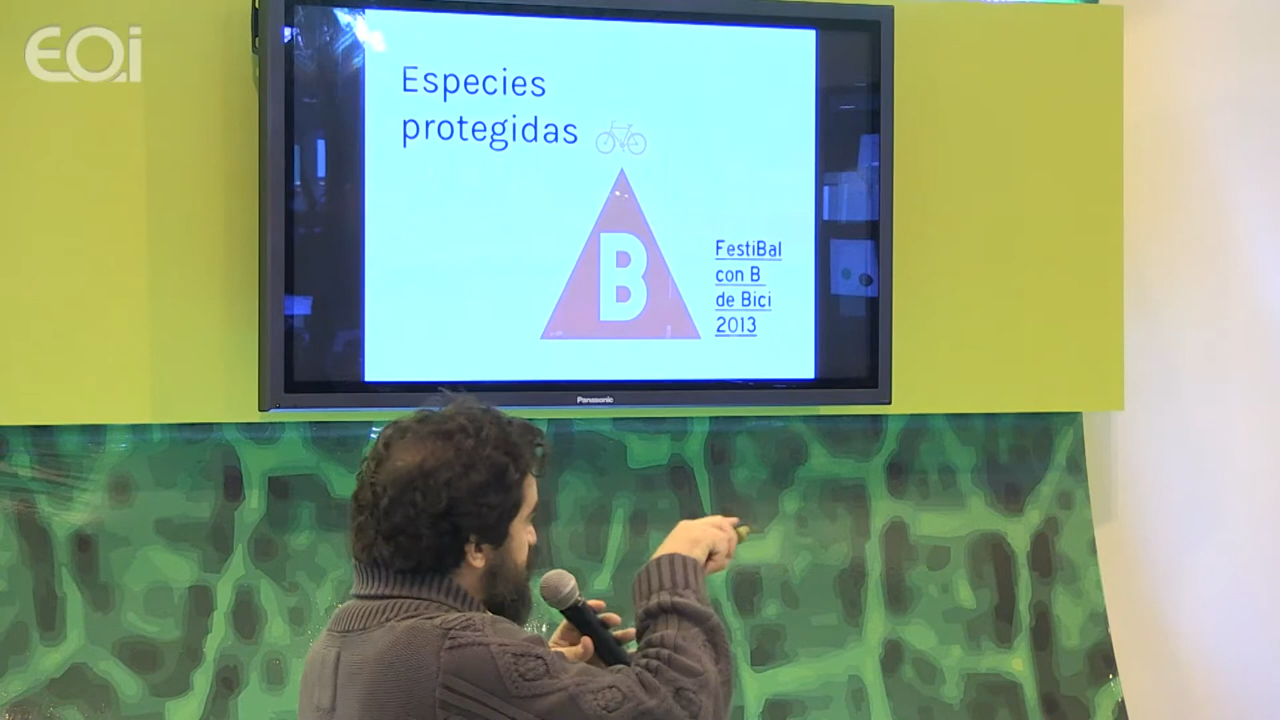 EOi
Especies
protegidas
B
FestiBal
con B
de Bici
2013
Panasonic